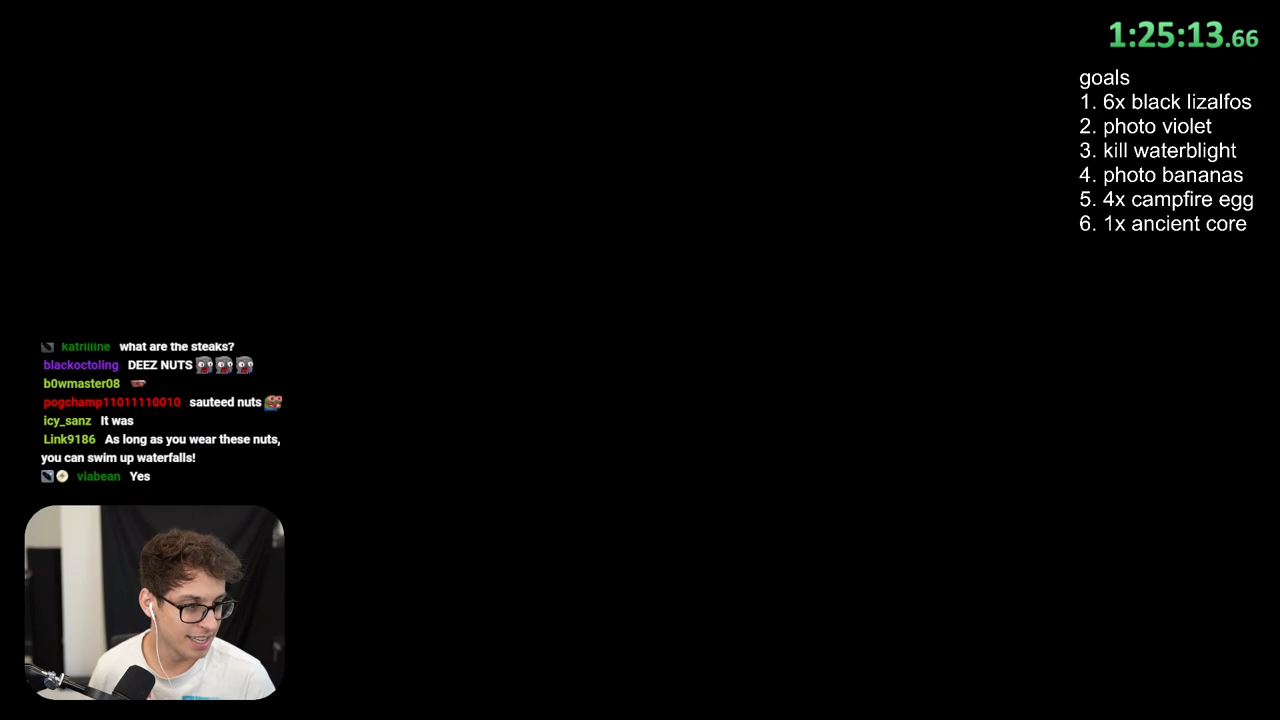 1:25:13.66
goals
1. 6x black lizalfos
2. photo violet
3. kill waterblight
4. photo bananas
5. 4x campfire egg
6. 1x ancient core
katriiiine what are the steaks?
blackoctoling DEEZ NUTS
b0wmaster08
pogchamp11011110010 sauteed nuts
icy_sanz It was
Link9186 As long as you wear these nuts,
you can swim up waterfalls!
viabean Yes